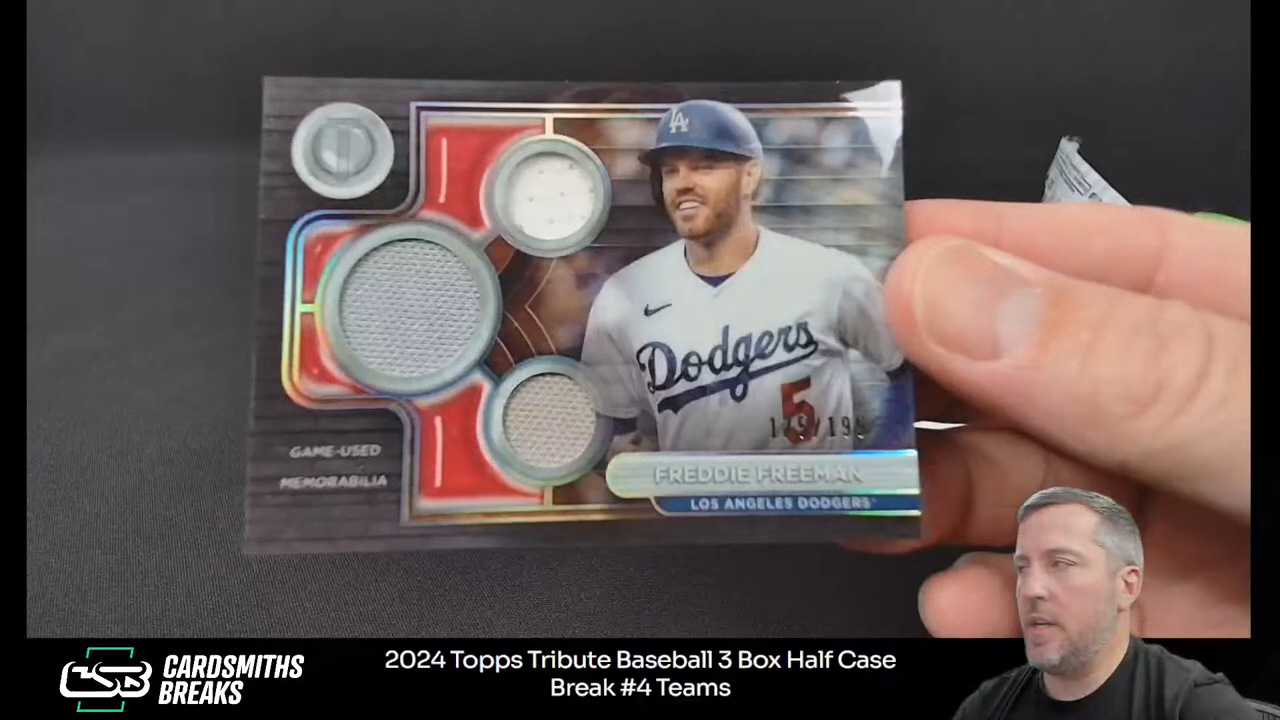 LA
Dodgers
5
GAME-USED
MEMORABILIA
FREDDIE FREEMAN
LOS ANGELES DODGERS
CSB CARDSMITHS
BREAKS
2024 Topps Tribute Baseball 3 Box Half Case
Break #4 Teams